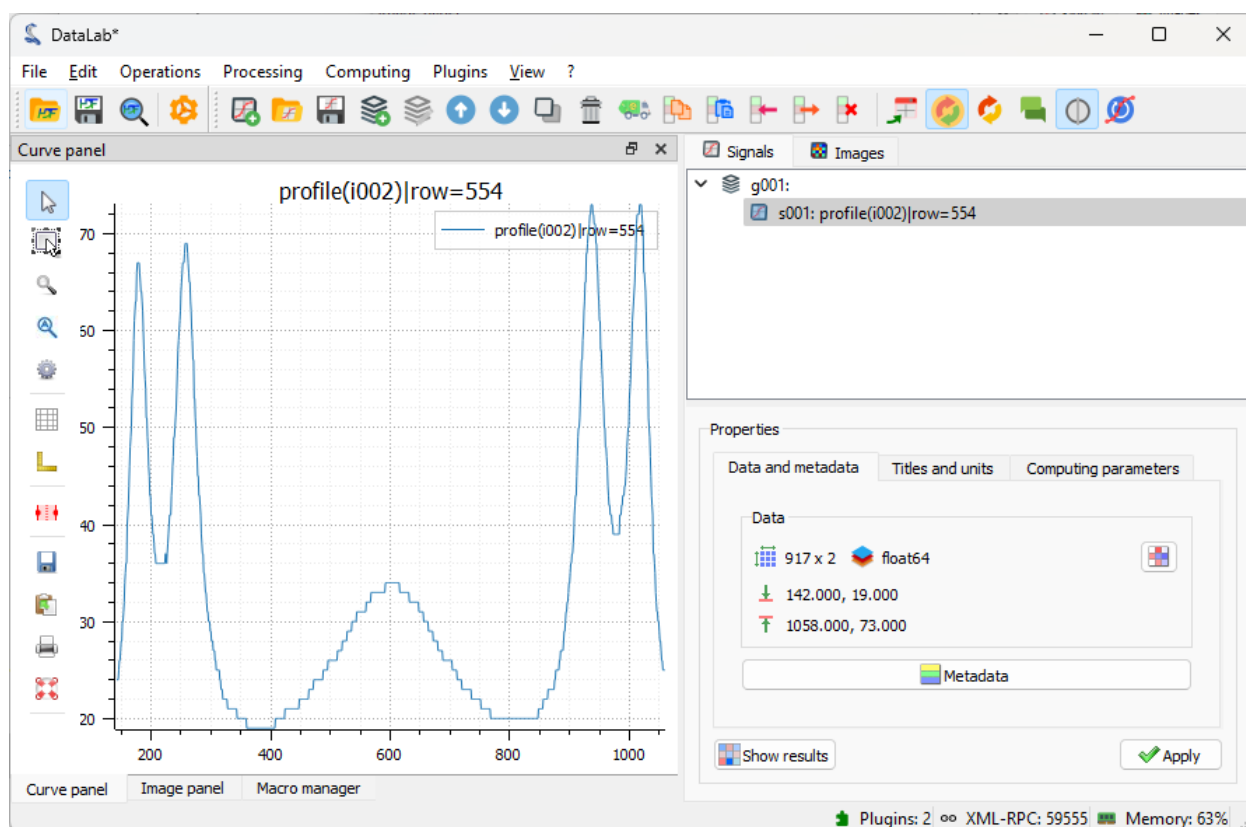 DataLab*
File Edit Operations Processing Computing Plugins View ?
Curve panel
Signals Images
g001:
s001: profile(i002)|row=554
profile(i002)|row=554
profile(i002)|row=554
70
60
50
40
30
20
200 400 600 800 1000
Properties
Data and metadata Titles and units Computing parameters
Data
917 x 2 float64
142.000, 19.000
1058.000, 73.000
Metadata
Show results Apply
Curve panel Image panel Macro manager
Plugins: 2 XML-RPC: 59555 Memory: 63%